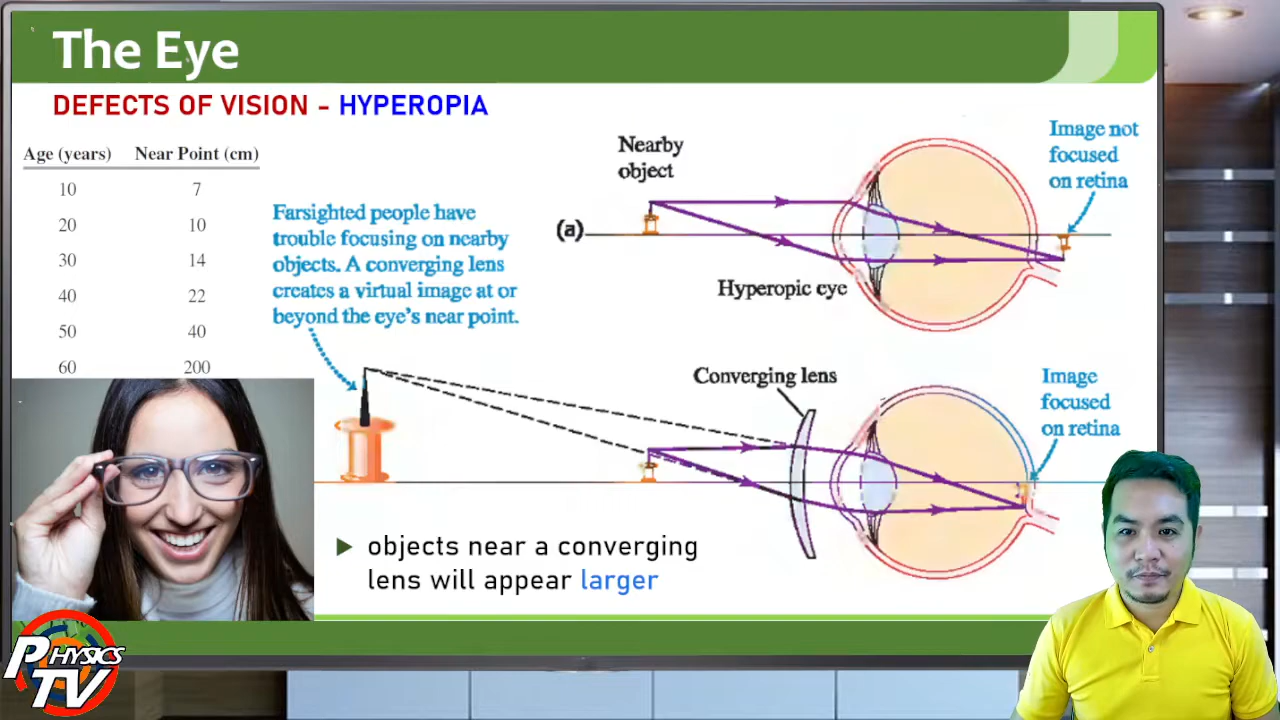 The Eye
DEFECTS OF VISION - HYPEROPIA
Age (years) Near Point (cm)
10 7
20 10
30 14
40 22
50 40
60 200
Farsighted people have
trouble focusing on nearby
objects. A converging lens
creates a virtual image at or
beyond the eye's near point.
Nearby
object
(a)
Hyperopic eye
Image not
focused
on retina
Converging lens
Image
focused
on retina
objects near a converging
lens will appear larger
PHYSICS
TV